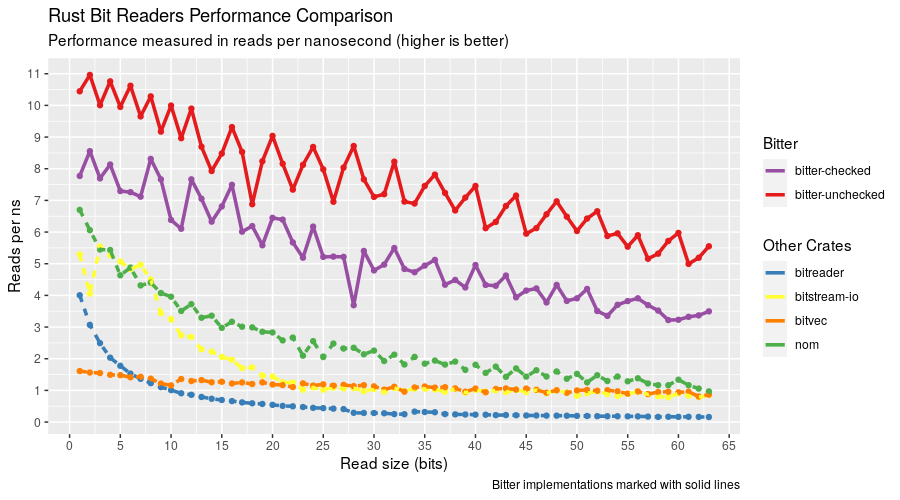 Rust Bit Readers Performance Comparison
Performance measured in reads per nanosecond (higher is better)
Reads per ns
11
10
9
8
7
6
5
4
3
2
1
0
0 5 10 15 20 25 30 35 40 45 50 55 60 65
Read size (bits)
Bitter
bitter-checked
bitter-unchecked
Other Crates
bitreader
bitstream-io
bitvec
nom
Bitter implementations marked with solid lines